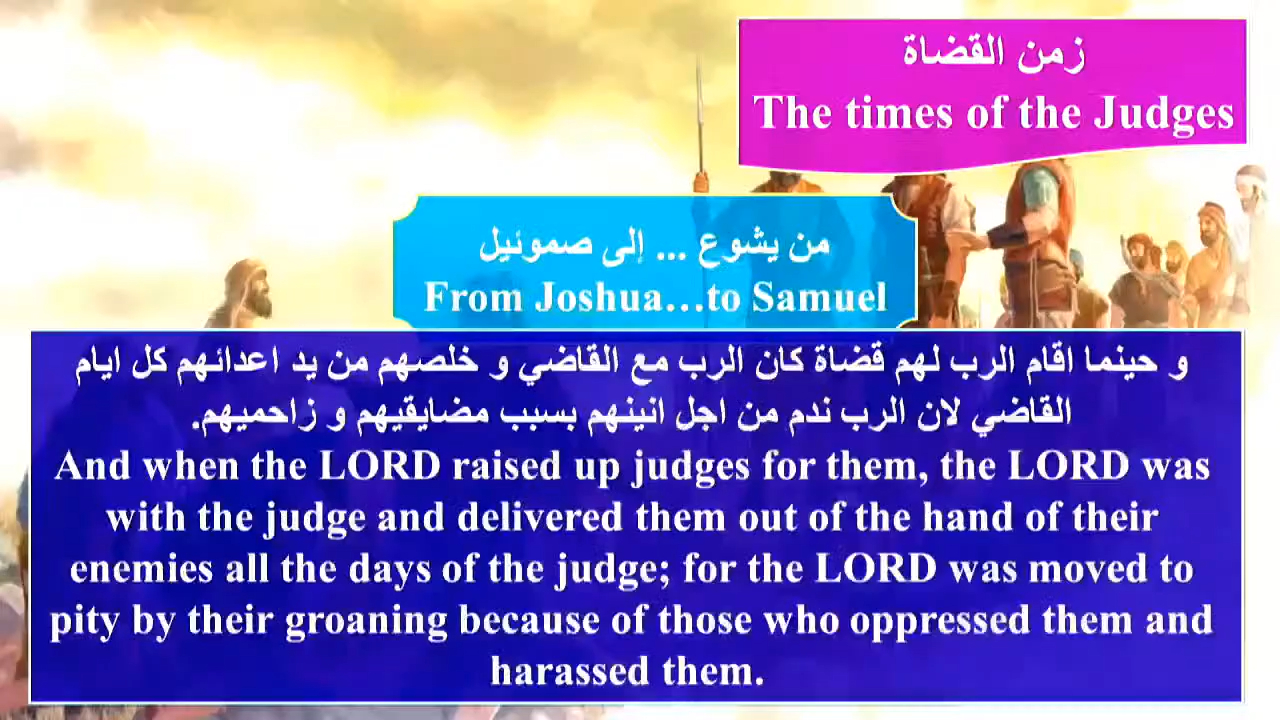 زمن القضاة
The times of the Judges
من يشوع ... إلى صموئيل
From Joshua...to Samuel
و حينما اقام الرب لهم قضاة كان الرب مع القاضي و خلصهم من يد اعدائهم كل ايام
القاضي لان الرب ندم من اجل انينهم بسبب مضايقيهم و زاحميهم.
And when the LORD raised up judges for them, the LORD was
with the judge and delivered them out of the hand of their
enemies all the days of the judge; for the LORD was moved to
pity by their groaning because of those who oppressed them and
harassed them.